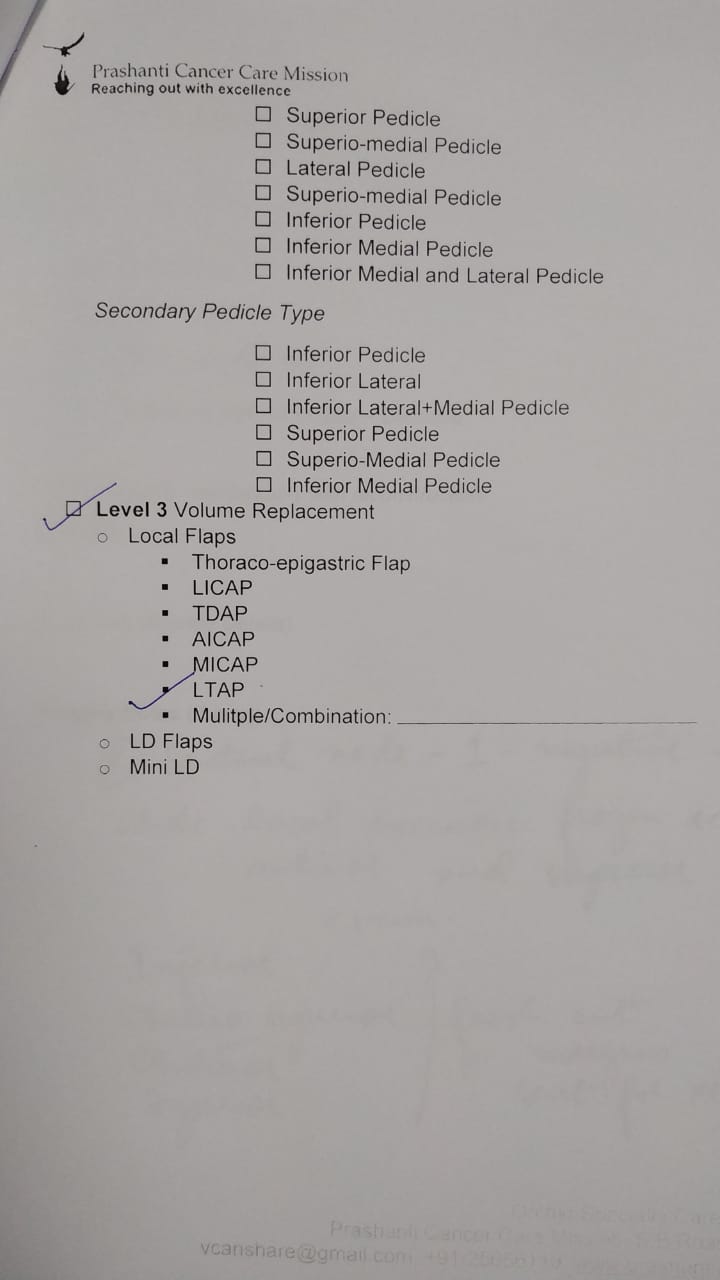 Prashanti Cancer Care Mission
Reaching out with excellence
☐ Superior Pedicle
☐ Superio-medial Pedicle
☐ Lateral Pedicle
☐ Superio-medial Pedicle
☐ Inferior Pedicle
☐ Inferior Medial Pedicle
☐ Inferior Medial and Lateral Pedicle
Secondary Pedicle Type
☐ Inferior Pedicle
☐ Inferior Lateral
☐ Inferior Lateral+Medial Pedicle
☐ Superior Pedicle
☐ Superio-Medial Pedicle
☐ Inferior Medial Pedicle
☑ Level 3 Volume Replacement
○ Local Flaps
▪ Thoraco-epigastric Flap
▪ LICAP
▪ TDAP
▪ AICAP
▪ MICAP
✓ LTAP
▪ Mulitple/Combination:
○ LD Flaps
○ Mini LD
Prashanti Cancer Care
vcanshare@gmail.com